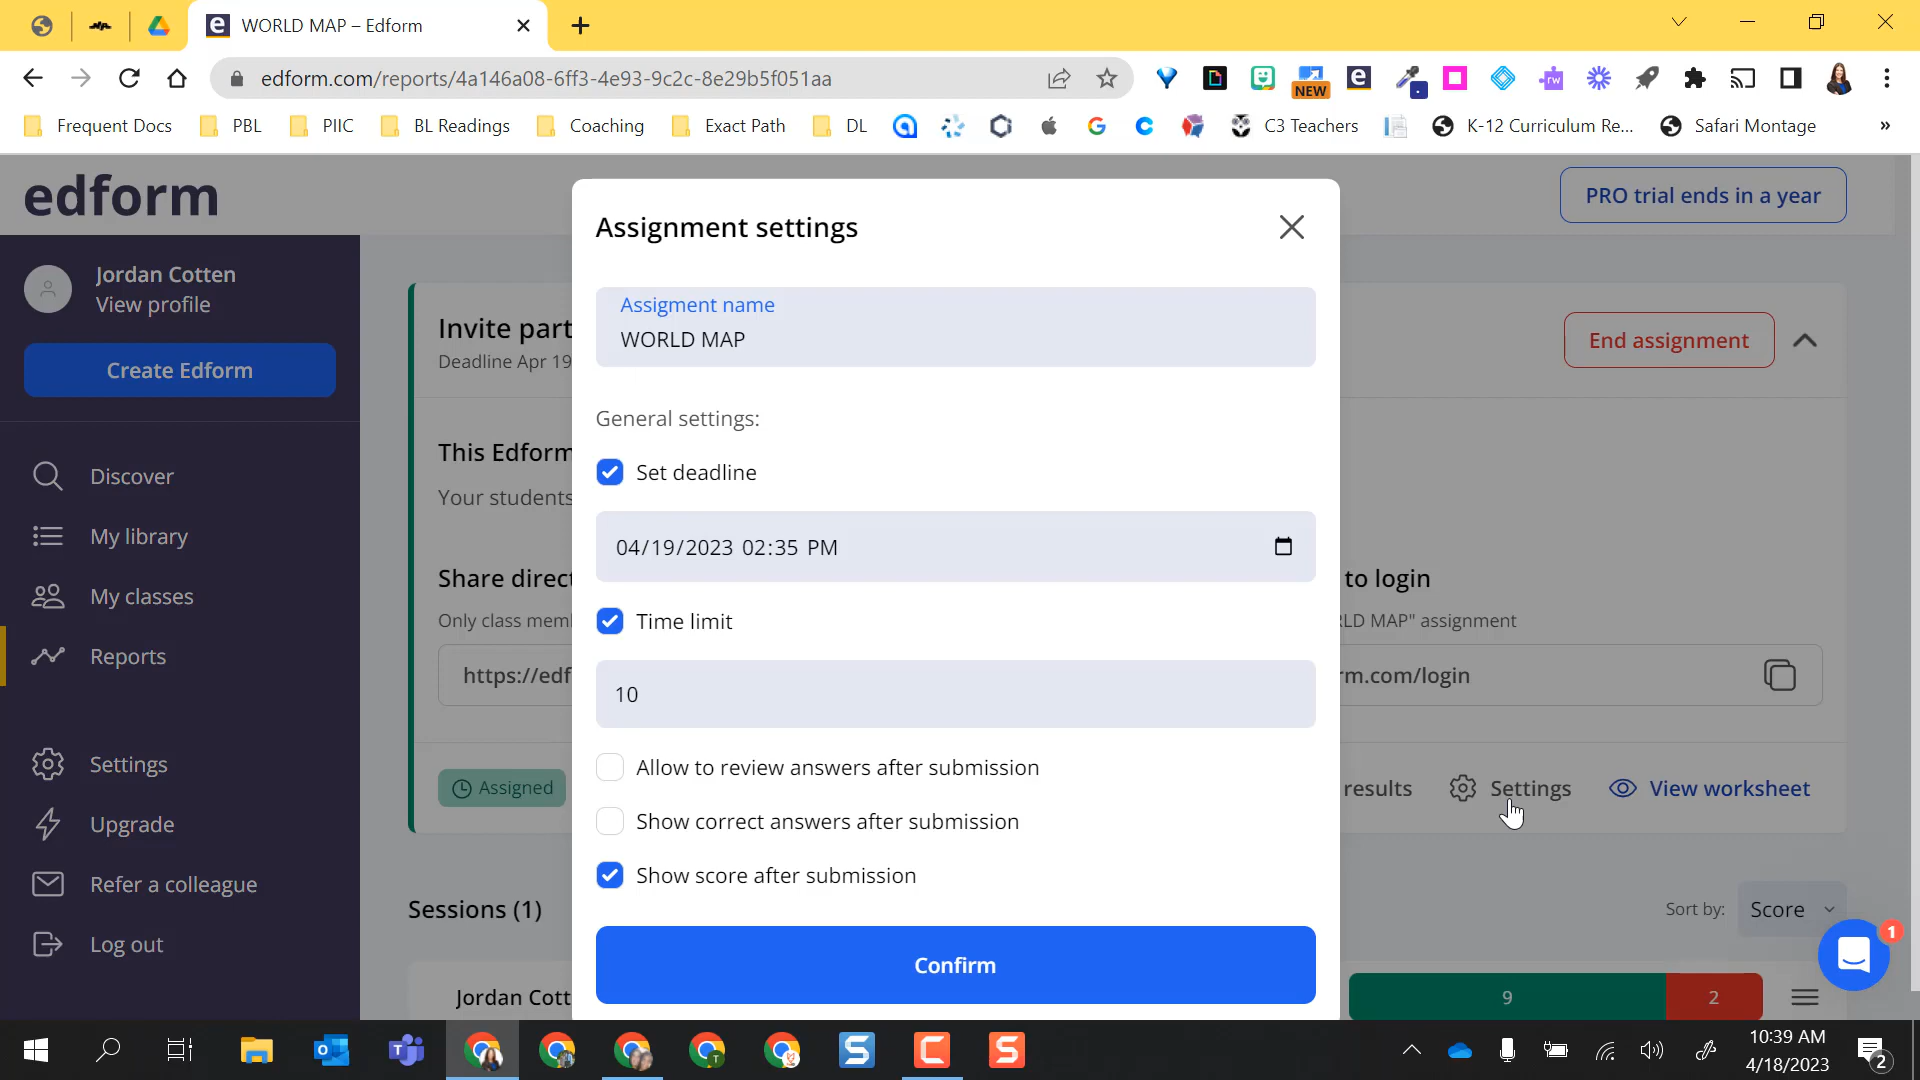 WORLD MAP – Edform
edform.com/reports/4a146a08-6ff3-4e93-9c2c-8e29b5f051aa
NEW
rw
Frequent Docs
PBL
PIIC
BL Readings
Coaching
Exact Path
DL
C3 Teachers
K-12 Curriculum Re...
Safari Montage
»
edform
PRO trial ends in a year
Jordan Cotten
View profile
Create Edform
Discover
My library
My classes
Reports
Settings
Upgrade
Refer a colleague
Log out
Invite part
Deadline Apr 19
End assignment
This Edform
Your students
Share direct
to login
Only class mem
LD MAP" assignment
https://edf
rm.com/login
Assigned
results
Settings
View worksheet
Sessions (1)
Sort by:
Score
Jordan Cott
9
2
1
Assignment settings
Assigment name
WORLD MAP
General settings:
Set deadline
04/19/2023 02:35 PM
Time limit
10
Allow to review answers after submission
Show correct answers after submission
Show score after submission
Confirm
10:39 AM
4/18/2023
2